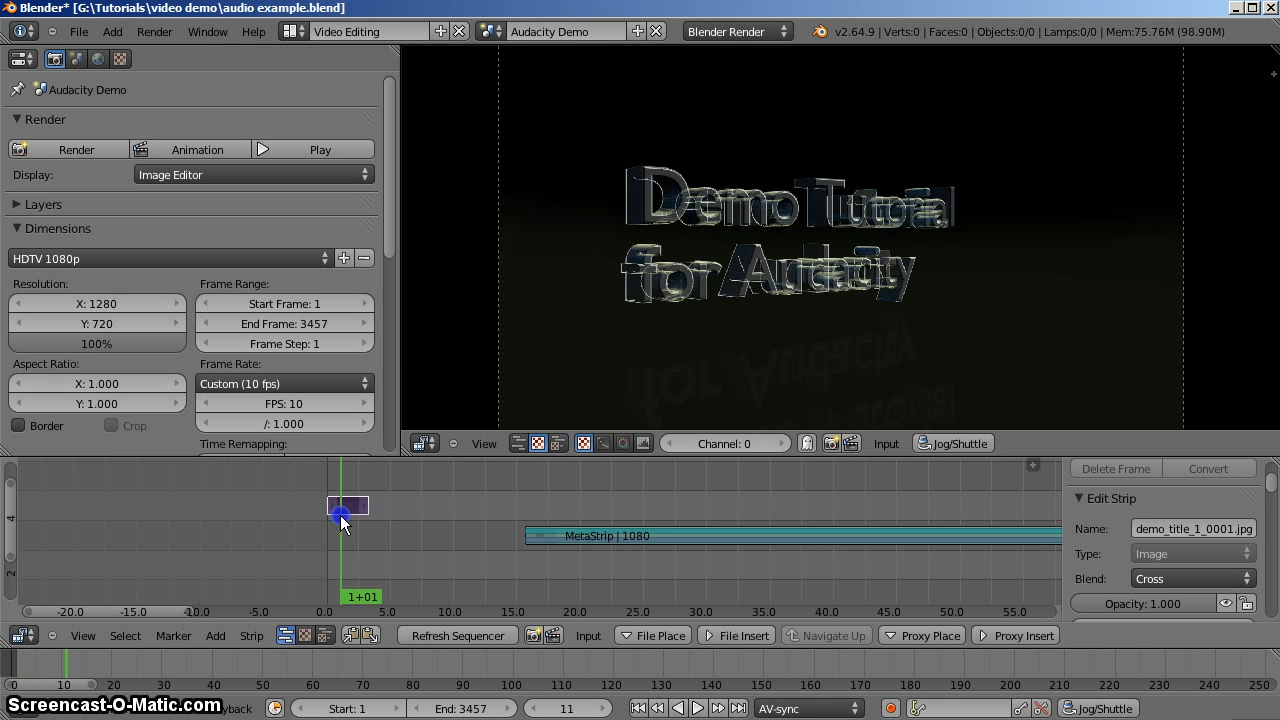 Blender* [G:\Tutorials\video demo\audio example.blend]
File Add Render Window Help Video Editing Audacity Demo Blender Render v2.64.9 | Verts:0 | Faces:0 | Objects:0/0 | Lamps:0/0 | Mem:75.76M (98.90M)
Audacity Demo
Render
Render Animation Play
Display: Image Editor
Layers
Dimensions
HDTV 1080p
Resolution: Frame Range:
X: 1280 Start Frame: 1
Y: 720 End Frame: 3457
100% Frame Step: 1
Aspect Ratio: Frame Rate:
X: 1.000 Custom (10 fps)
Y: 1.000 FPS: 10
Border Crop /: 1.000
Time Remapping:
Demo Tutorial
for Audacity
View Channel: 0 Input Jog/Shuttle
Delete Frame Convert
Edit Strip
Name: demo_title_1_0001.jpg
Type: Image
Blend: Cross
Opacity: 1.000
4
2
MetaStrip | 1080
1+01
-20.0 -15.0 -10.0 -5.0 0.0 5.0 10.0 15.0 20.0 25.0 30.0 35.0 40.0 45.0 50.0 55.0
View Select Marker Add Strip Refresh Sequencer Input File Place File Insert Navigate Up Proxy Place Proxy Insert
0 10 20 30 40 50 60 70 80 90 100 110 120 130 140 150 160 170 180 190 200 210 220 230 240 250
Screencast-O-Matic.com
yback Start: 1 End: 3457 11 AV-sync Jog/Shuttle